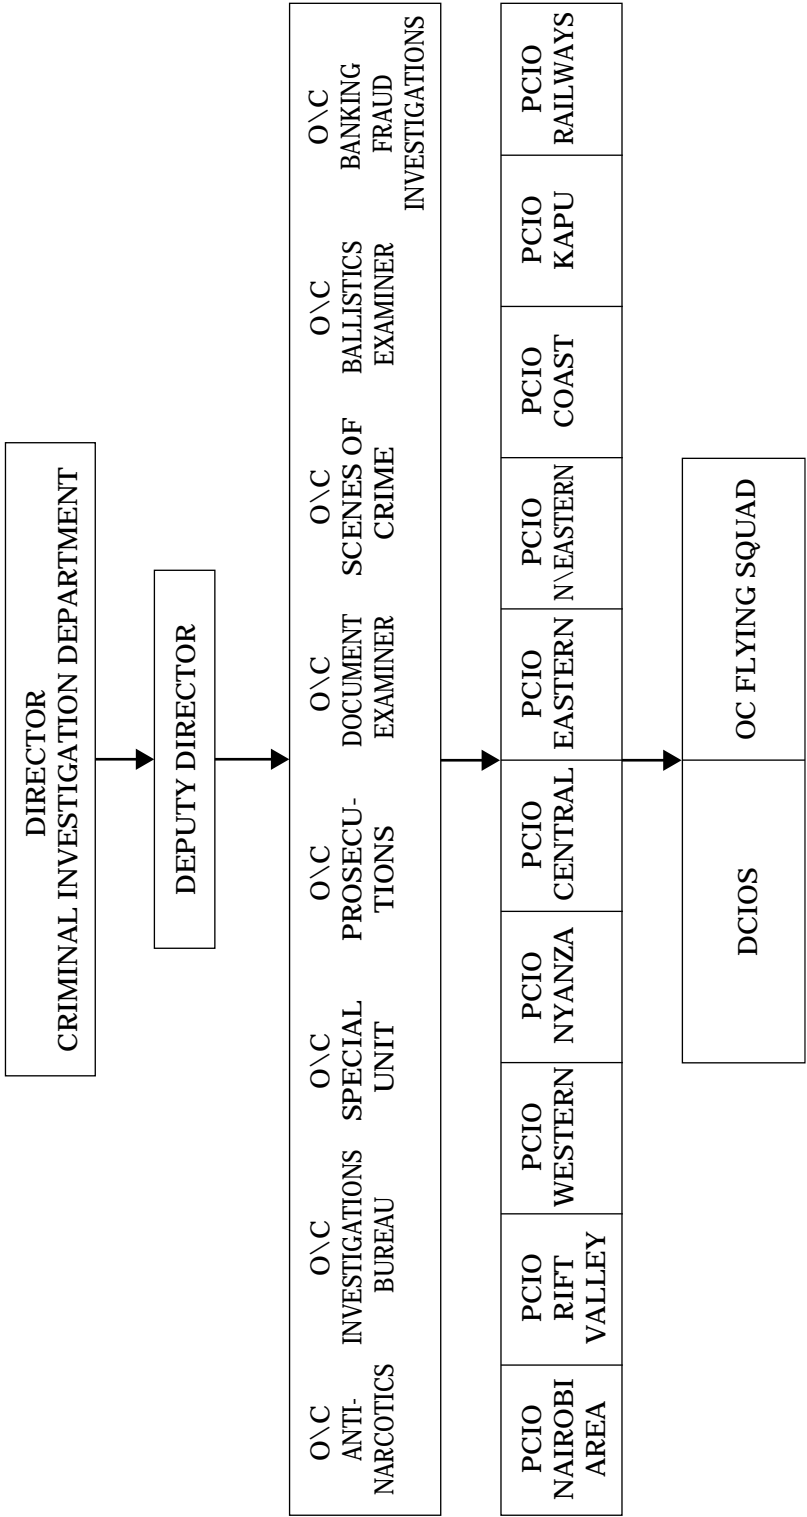 DIRECTOR
CRIMINAL INVESTIGATION DEPARTMENT
DEPUTY DIRECTOR
O\C
ANTI-
NARCOTICS
O\C
INVESTIGATIONS
BUREAU
O\C
SPECIAL
UNIT
O\C
PROSECU-
TIONS
O\C
DOCUMENT
EXAMINER
O\C
SCENES OF
CRIME
O\C
BALLISTICS
EXAMINER
O\C
BANKING
FRAUD
INVESTIGATIONS
PCIO
NAIROBI
AREA
PCIO
RIFT
VALLEY
PCIO
WESTERN
PCIO
NYANZA
PCIO
CENTRAL
PCIO
EASTERN
PCIO
N\EASTERN
PCIO
COAST
PCIO
KAPU
PCIO
RAILWAYS
DCIOS
OC FLYING SQUAD